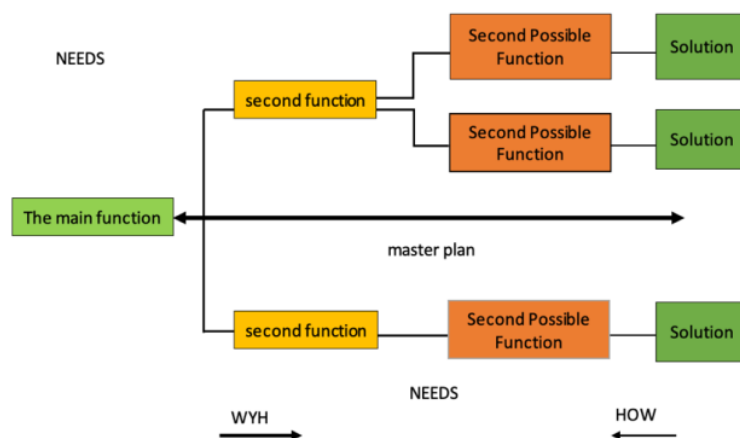 NEEDS
Second Possible
Function
Solution
second function
Second Possible
Function
Solution
The main function
master plan
second function
Second Possible
Function
Solution
NEEDS
WYH
HOW